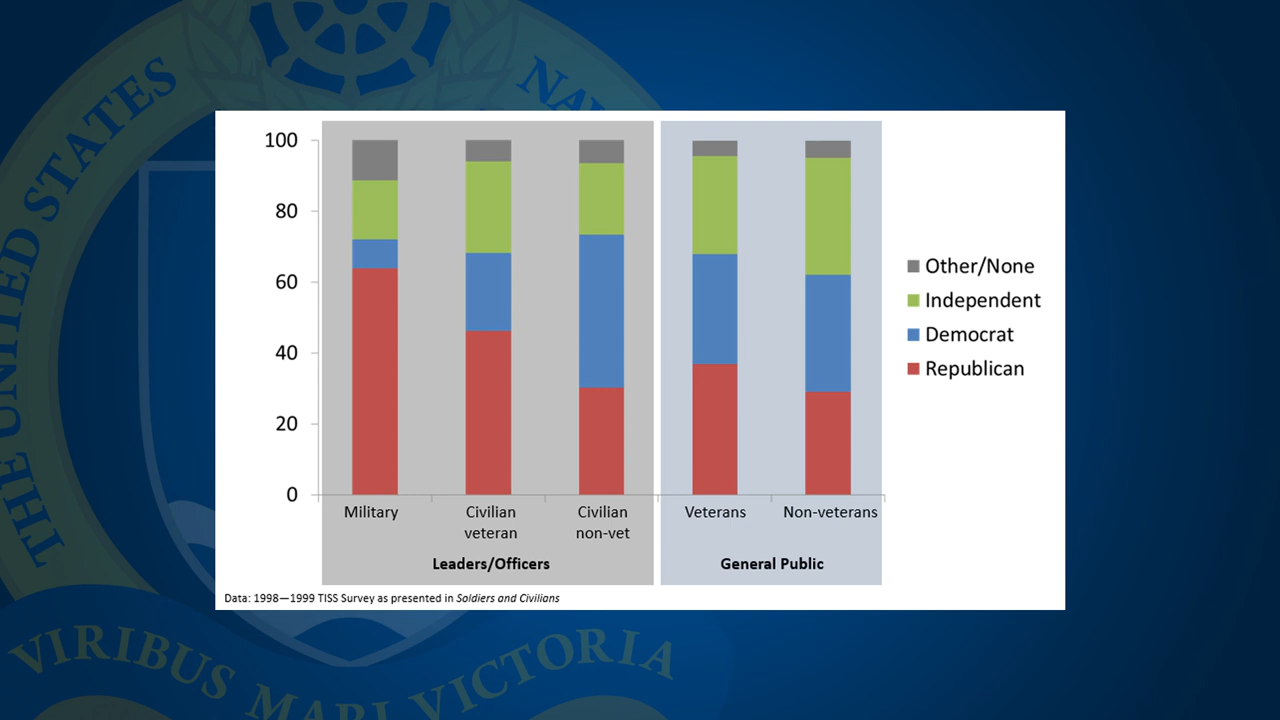 THE UNITED STATES
NAV
100
80
60
40
20
0
Military
Civilian
veteran
Civilian
non-vet
Veterans
Non-veterans
Leaders/Officers
General Public
Other/None
Independent
Democrat
Republican
Data: 1998—1999 TISS Survey as presented in Soldiers and Civilians
VIRIBUS MARI VICTORIA